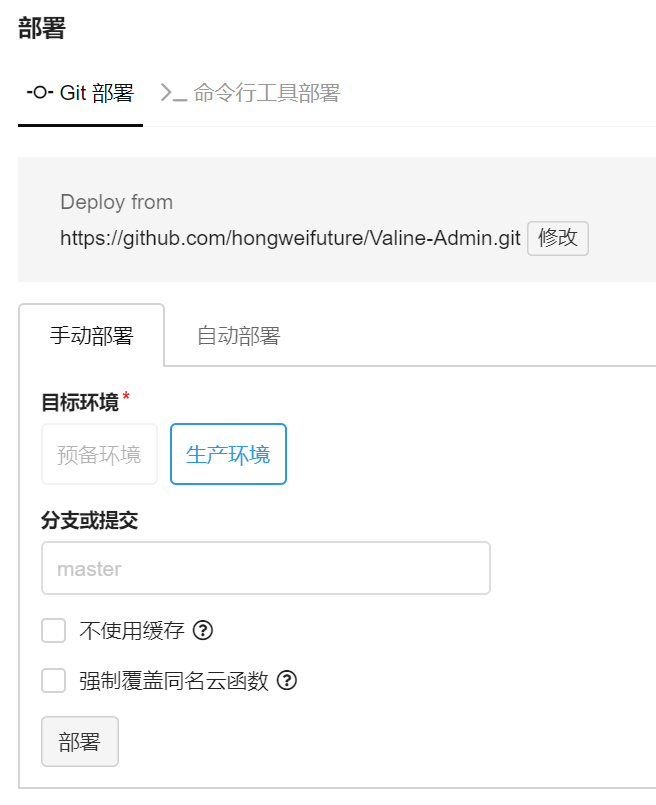 部署
Git 部署 命令行工具部署
Deploy from
https://github.com/hongweifuture/Valine-Admin.git 修改
手动部署 自动部署
目标环境*
预备环境 生产环境
分支或提交
master
不使用缓存 ?
强制覆盖同名云函数 ?
部署